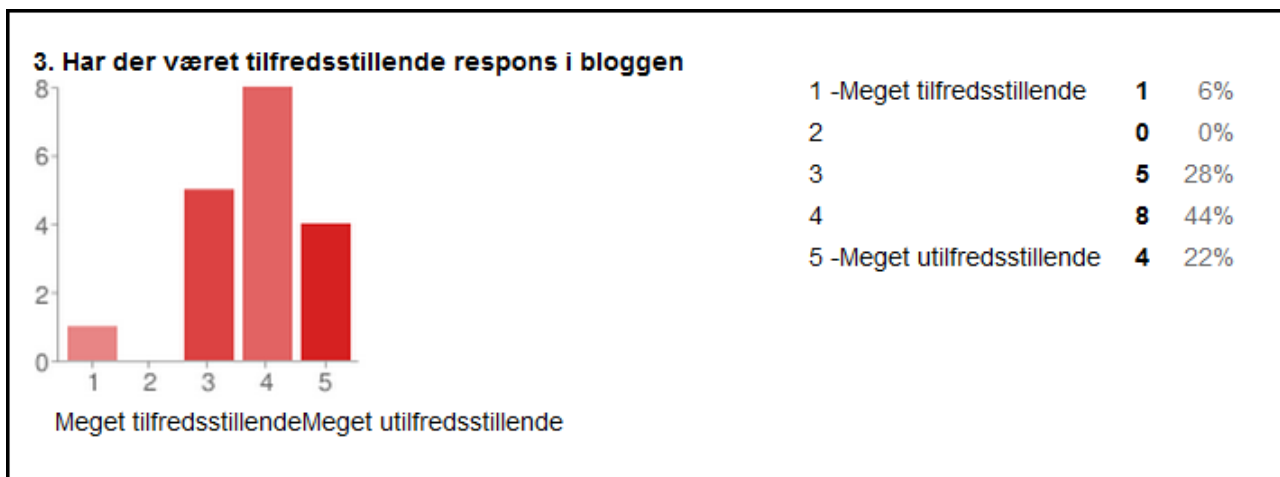 3. Har der været tilfredsstillende respons i bloggen
8
6
4
2
0
1 2 3 4 5
Meget tilfredsstillendeMeget utilfredsstillende
1 -Meget tilfredsstillende 1 6%
2 0 0%
3 5 28%
4 8 44%
5 -Meget utilfredsstillende 4 22%